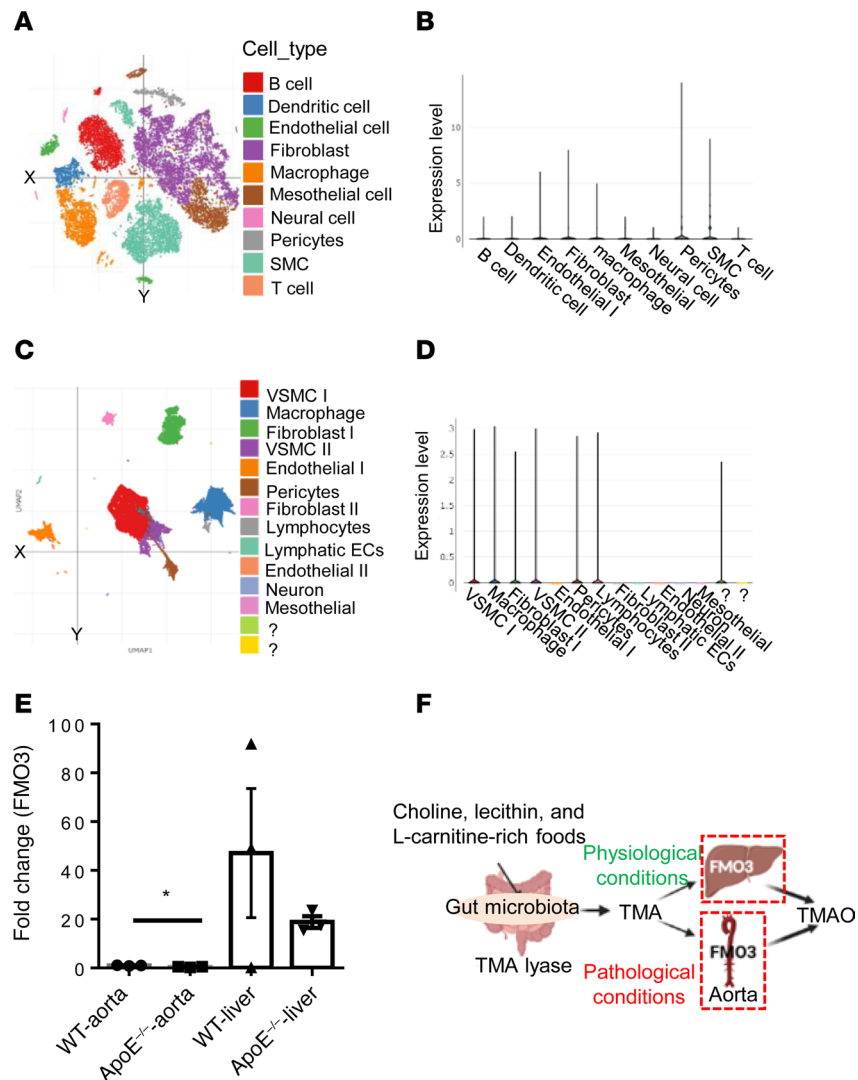 A
Cell_type
B cell
Dendritic cell
Endothelial cell
Fibroblast
Macrophage
Mesothelial cell
Neural cell
Pericytes
SMC
T cell
X
Y
B
Expression level
10
5
0
B cell
Dendritic cell
Endothelial I
Fibroblast
macrophage
Mesothelial
Neural cell
Pericytes
SMC
T cell
C
VSMC I
Macrophage
Fibroblast I
VSMC II
Endothelial I
Pericytes
Fibroblast II
Lymphocytes
Lymphatic ECs
Endothelial II
Neuron
Mesothelial
?
?
UMAP2
X
Y
UMAP1
D
Expression level
3
2.5
2
1.5
1
0.5
0
VSMC I
Macrophage
Fibroblast I
VSMC II
Endothelial I
Pericytes
Lymphocytes
Fibroblast II
Lymphatic ECs
Endothelial II
Neuron
Mesothelial
?
?
E
Fold change (FMO3)
100
80
60
40
20
0
*
WT-aorta
ApoE⁻/⁻-aorta
WT-liver
ApoE⁻/⁻-liver
F
Choline, lecithin, and
L-carnitine-rich foods
Physiological
conditions
FMO3
Gut microbiota
TMA
TMAO
TMA lyase
FMO3
Pathological
conditions
Aorta